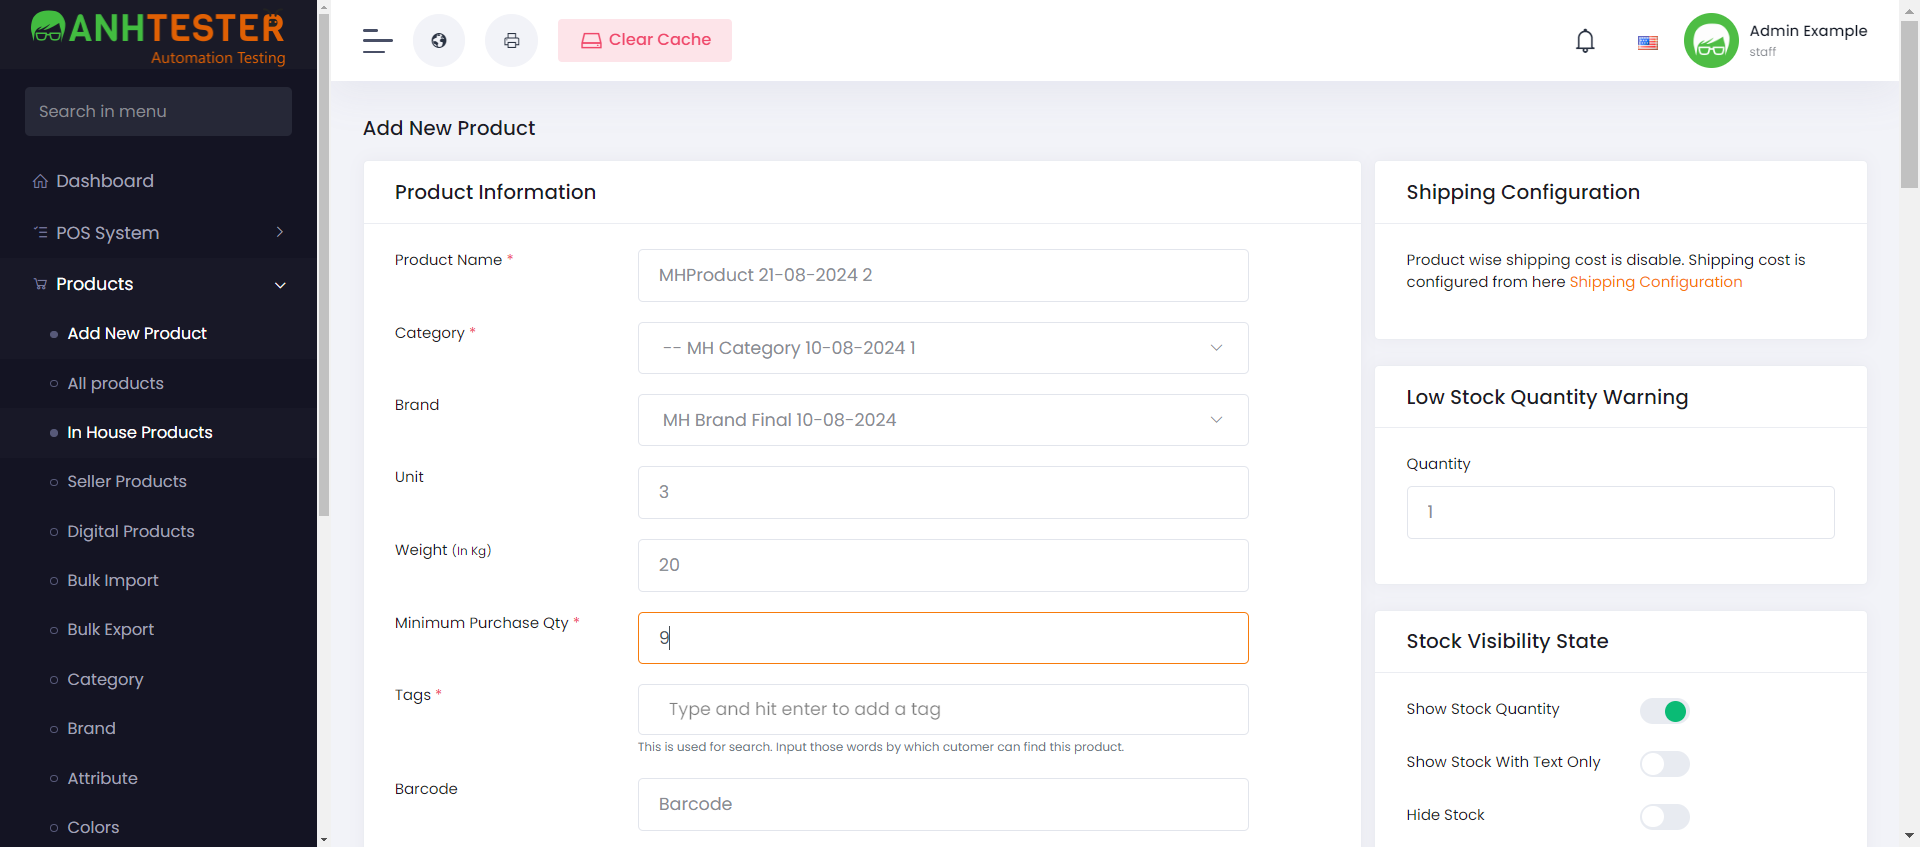 ANHTESTER
Automation Testing
Search in menu
Dashboard
POS System
Products
Add New Product
All products
In House Products
Seller Products
Digital Products
Bulk Import
Bulk Export
Category
Brand
Attribute
Colors
Clear Cache
Admin Example
staff
Add New Product
Product Information
Product Name *
MHProduct 21-08-2024 2
Category *
-- MH Category 10-08-2024 1
Brand
MH Brand Final 10-08-2024
Unit
3
Weight (In Kg)
20
Minimum Purchase Qty *
9
Tags *
Type and hit enter to add a tag
This is used for search. Input those words by which cutomer can find this product.
Barcode
Barcode
Shipping Configuration
Product wise shipping cost is disable. Shipping cost is
configured from here Shipping Configuration
Low Stock Quantity Warning
Quantity
1
Stock Visibility State
Show Stock Quantity
Show Stock With Text Only
Hide Stock